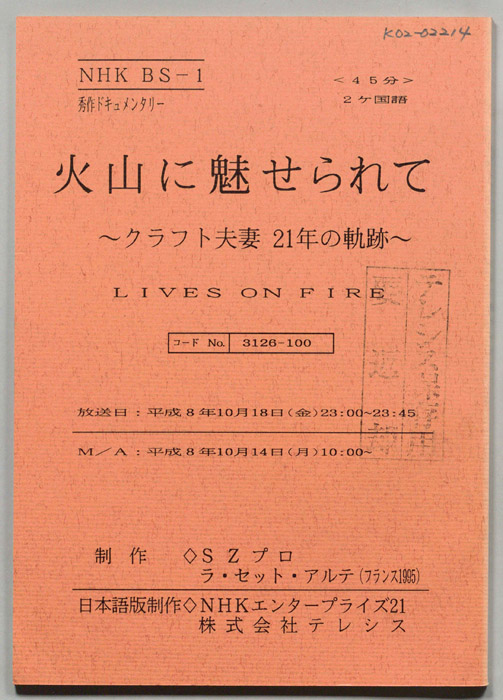 K02-02214
NHK BS-1
秀作ドキュメンタリー
＜４５分＞
２ケ国語
火山に魅せられて
～クラフト夫妻 21年の軌跡～
LIVES ON FIRE
コード No. 3126-100
放送日：平成８年10月18日(金)23:00~23:45
M／A：平成８年10月14日(月)10:00~
要返却
制作 ◇ＳＺプロ
ラ・セット・アルテ(フランス1995)
日本語版制作◇NHKエンタープライズ21
株式会社テレシス